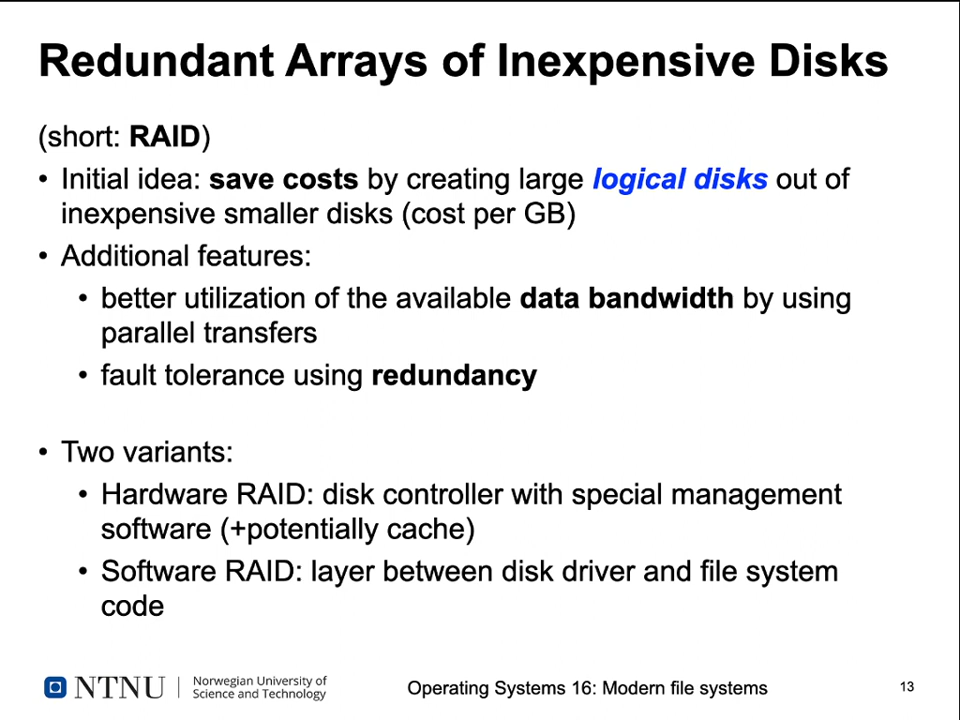 Redundant Arrays of Inexpensive Disks
(short: RAID)
• Initial idea: save costs by creating large logical disks out of
inexpensive smaller disks (cost per GB)
• Additional features:
• better utilization of the available data bandwidth by using
parallel transfers
• fault tolerance using redundancy
• Two variants:
• Hardware RAID: disk controller with special management
software (+potentially cache)
• Software RAID: layer between disk driver and file system
code
NTNU
Norwegian University of
Science and Technology
Operating Systems 16: Modern file systems
13